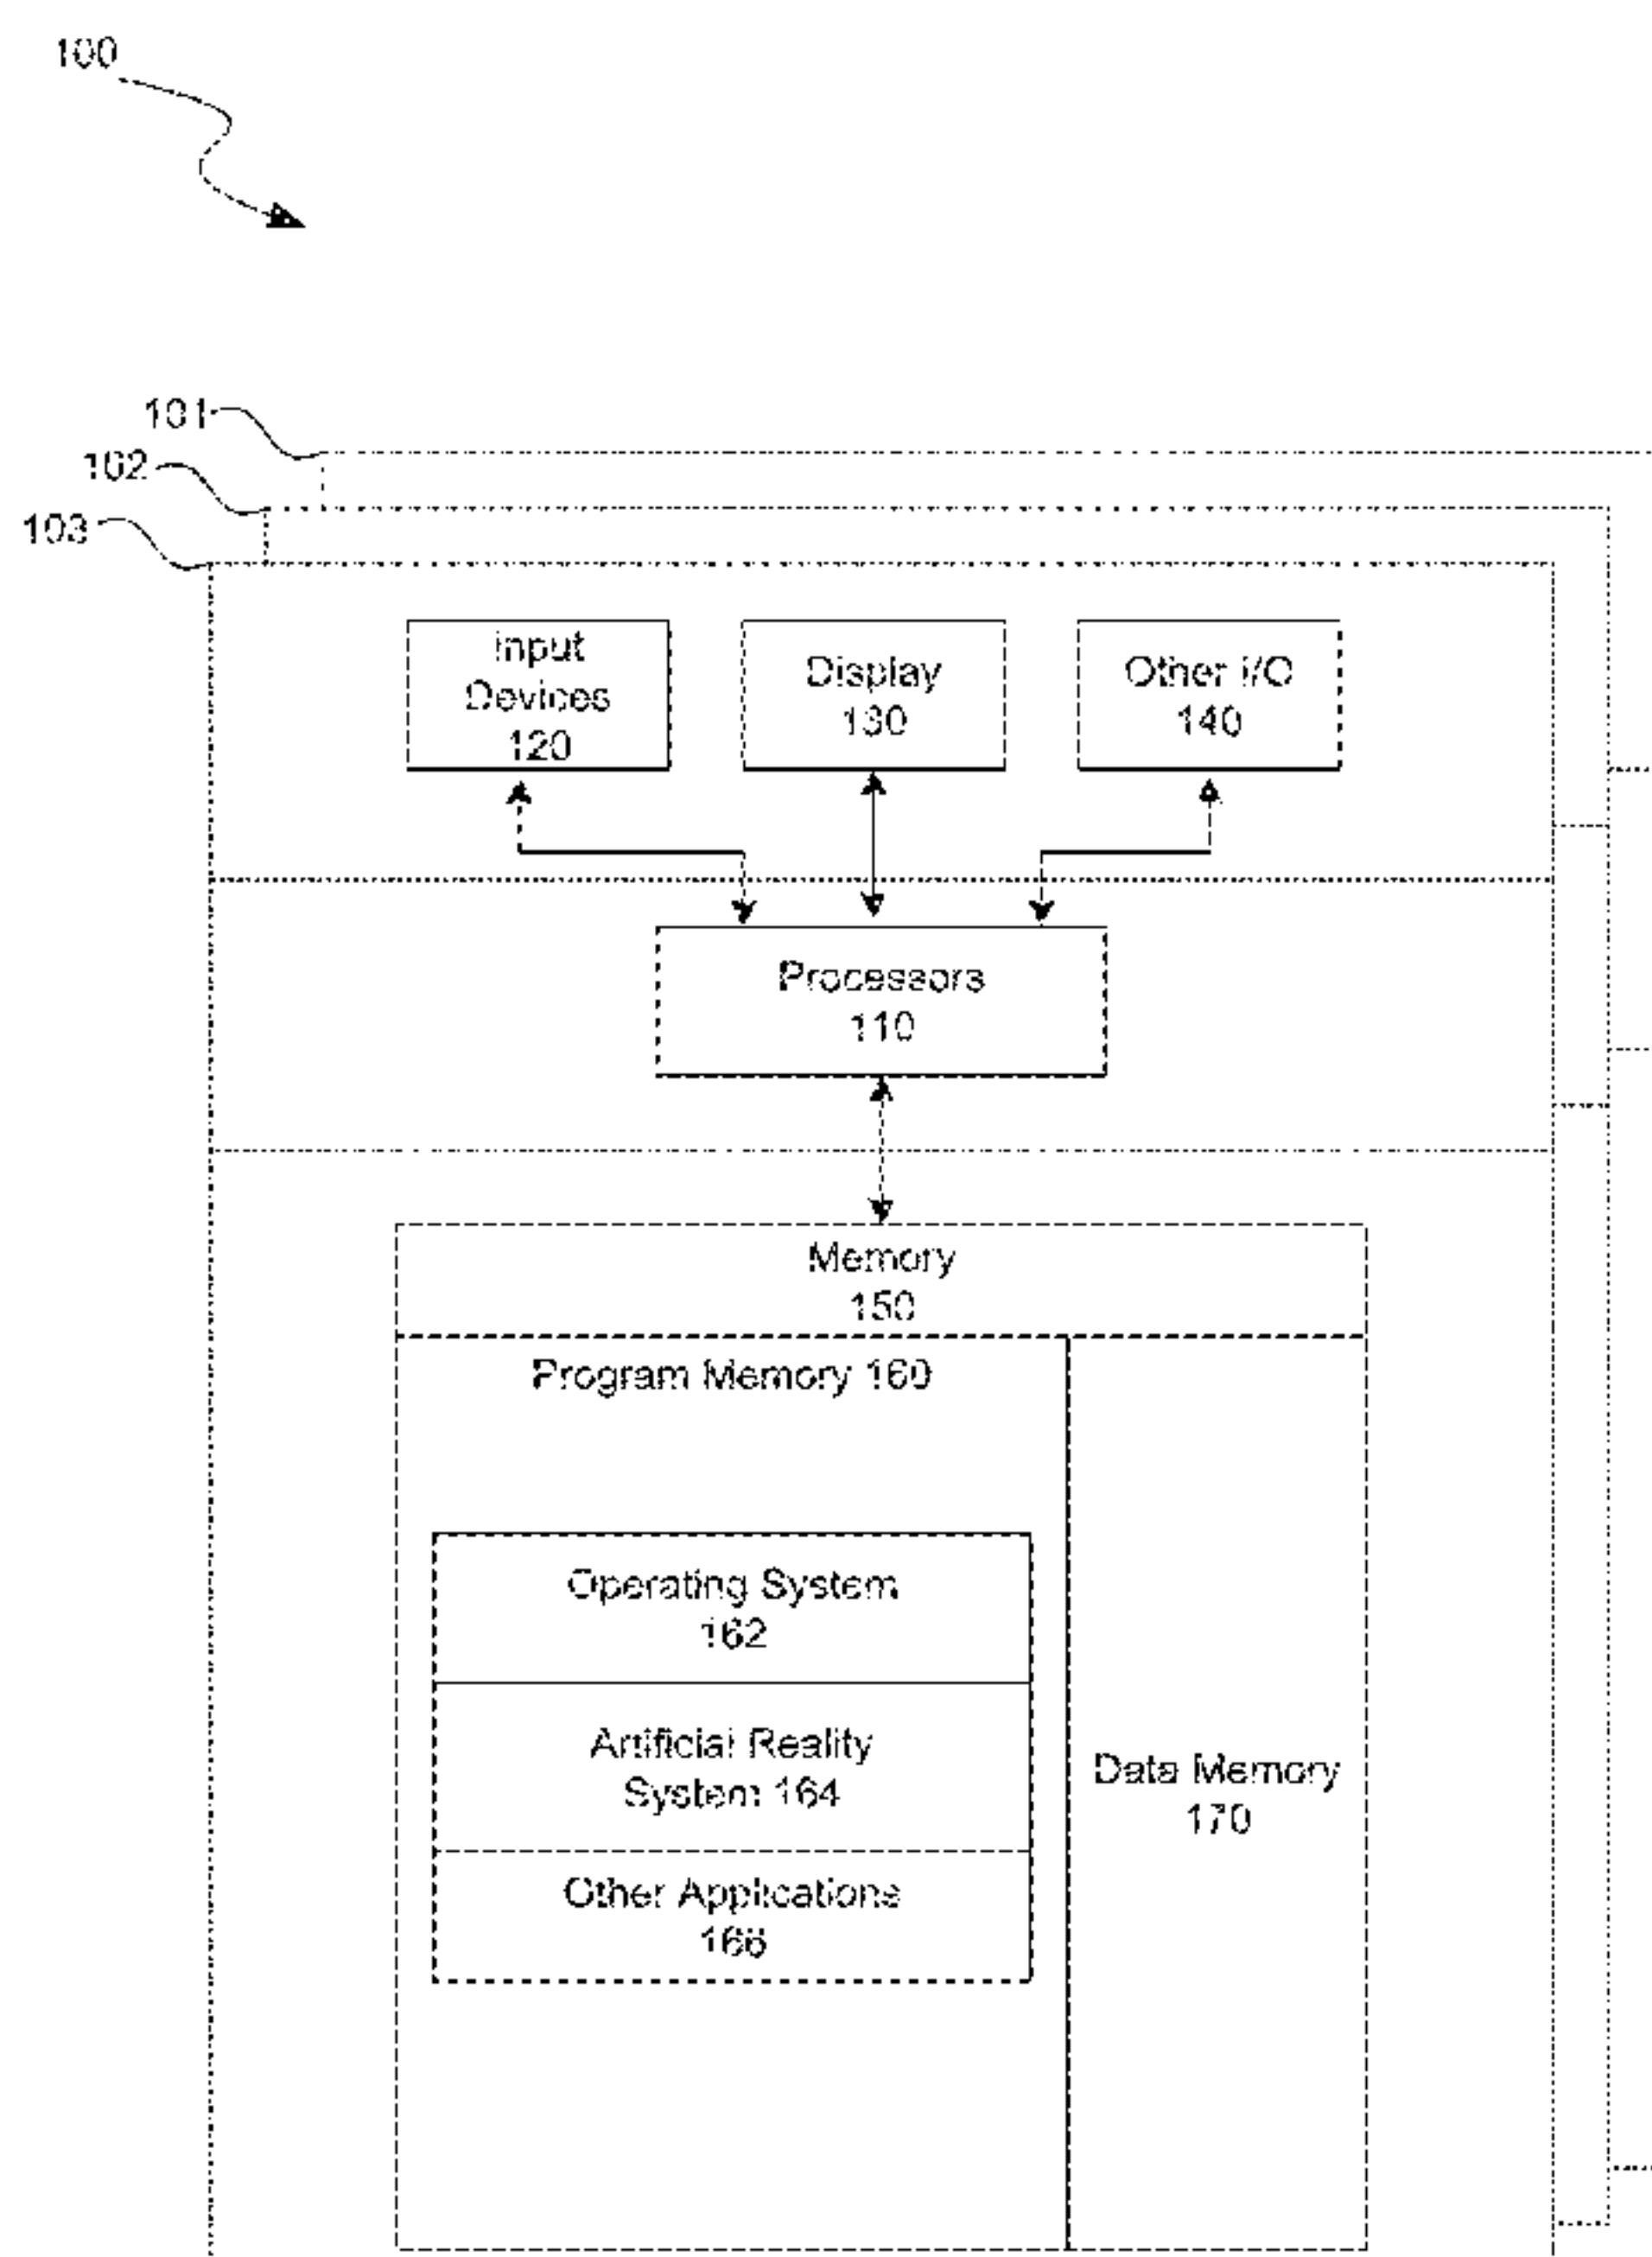 100
101
102
103
Input
Devices
120
Display
130
Other I/O
140
Processors
110
Memory
150
Program Memory 160
Operating System
162
Artificial Reality
System 164
Other Applications
166
Data Memory
170